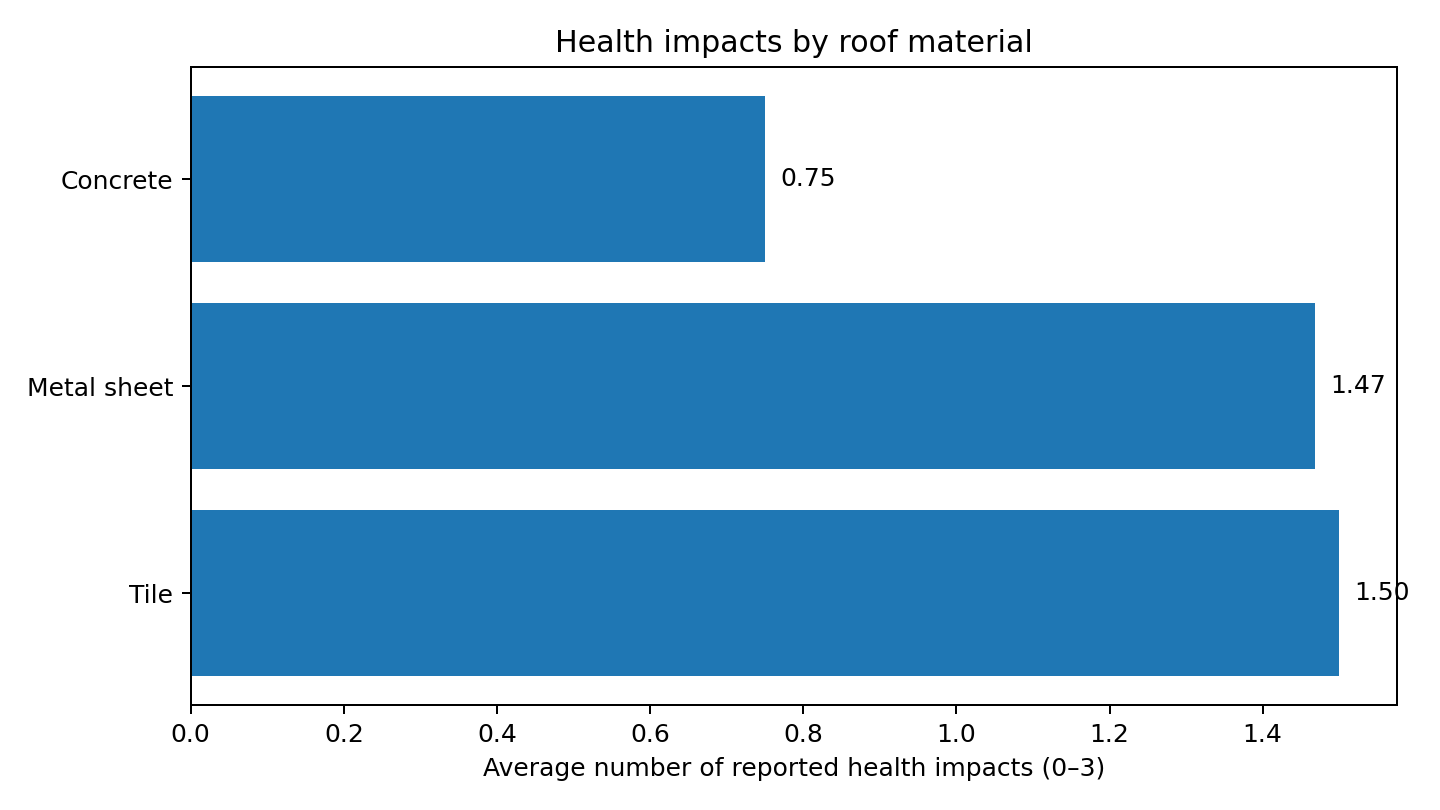 Health impacts by roof material
Concrete
0.75
Metal sheet
1.47
Tile
1.50
0.0 0.2 0.4 0.6 0.8 1.0 1.2 1.4
Average number of reported health impacts (0–3)